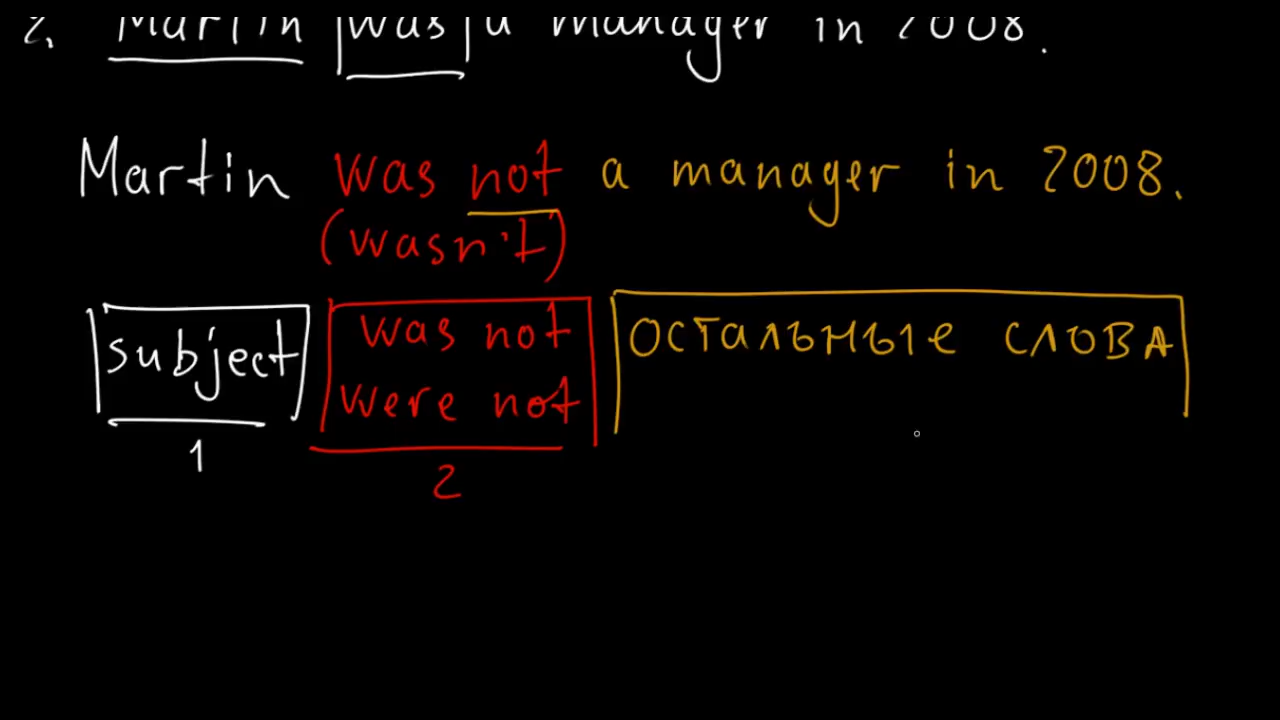 2. Martin was a manager in 2008.
Martin was not a manager in 2008.
(wasn't)
subject was not остальные слова
were not
1
2